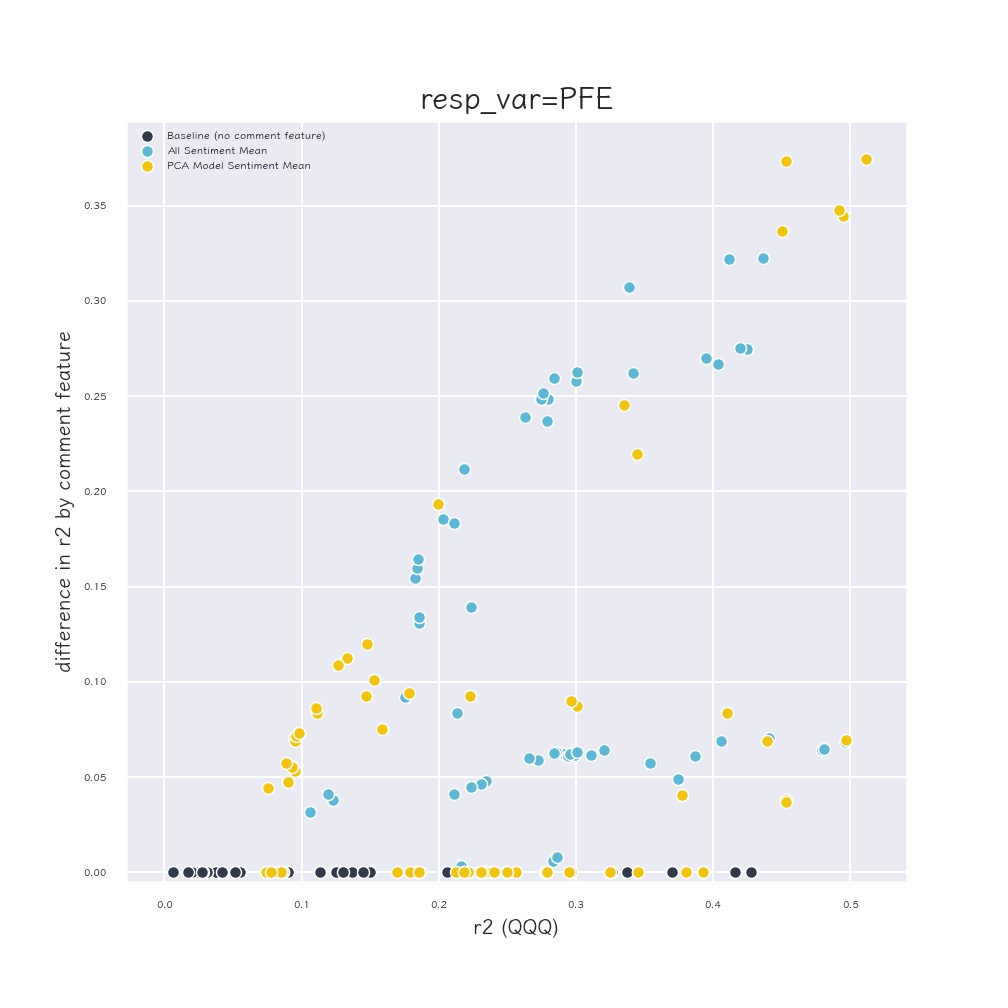 resp_var=PFE
Baseline (no comment feature)
All Sentiment Mean
PCA Model Sentiment Mean
difference in r2 by comment feature
0.35
0.30
0.25
0.20
0.15
0.10
0.05
0.00
0.0 0.1 0.2 0.3 0.4 0.5
r2 (QQQ)